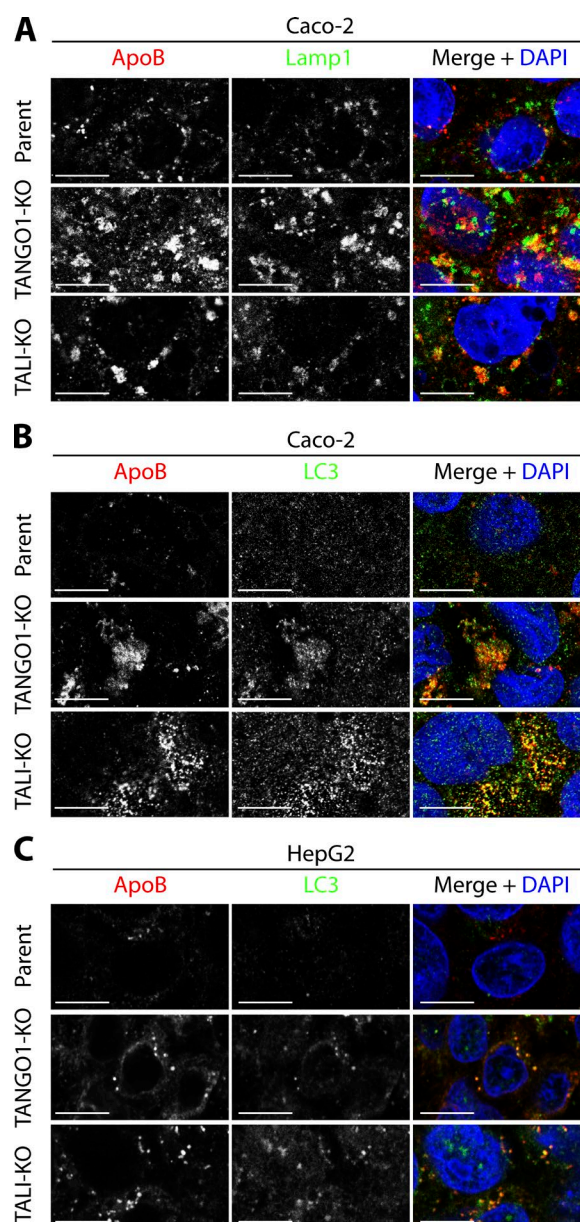 A
Caco-2
ApoB Lamp1 Merge + DAPI
Parent
TANGO1-KO
TALI-KO
B
Caco-2
ApoB LC3 Merge + DAPI
Parent
TANGO1-KO
TALI-KO
C
HepG2
ApoB LC3 Merge + DAPI
Parent
TANGO1-KO
TALI-KO